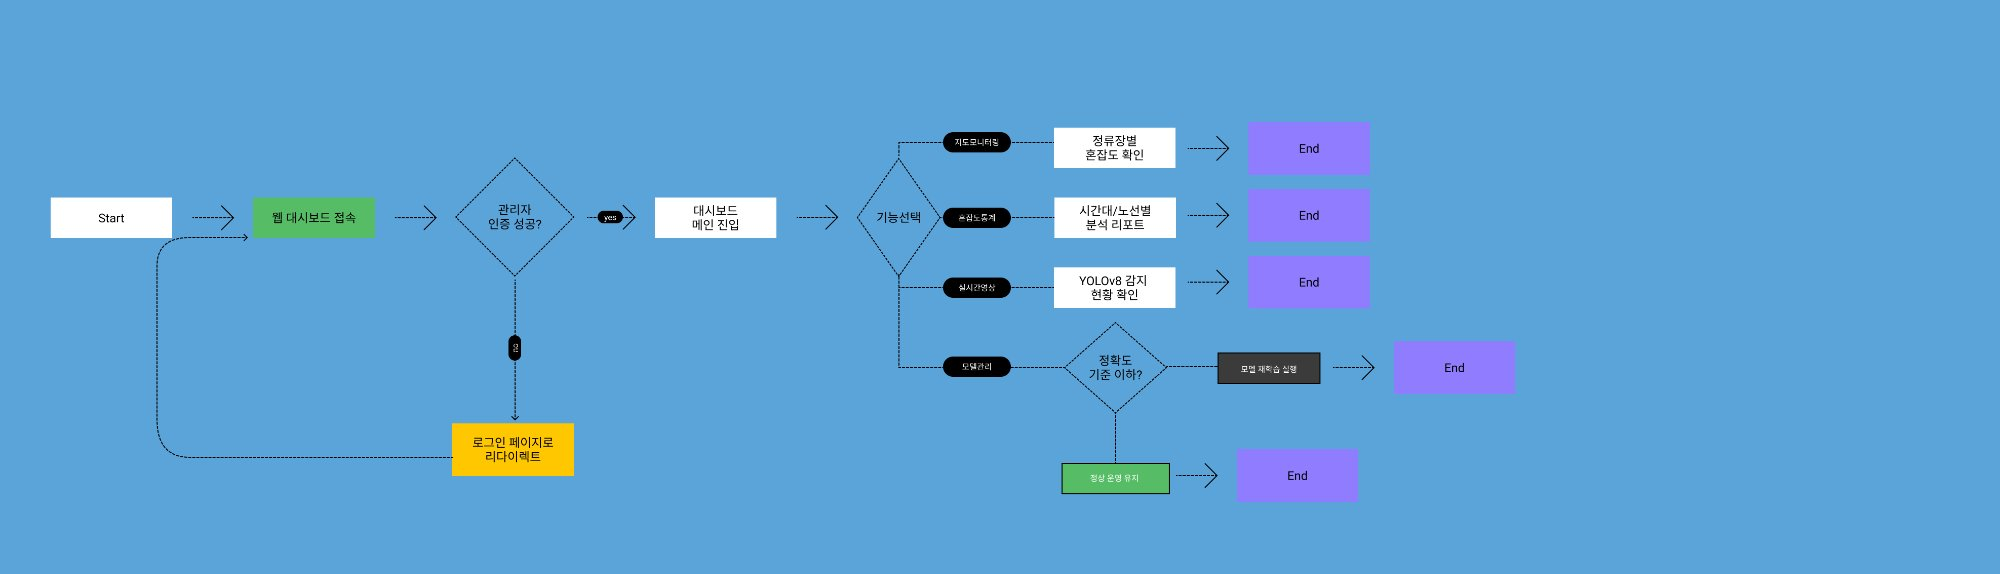 Start
웹 대시보드 접속
관리자
인증 성공?
yes
no
로그인 페이지로
리다이렉트
대시보드
메인 진입
기능선택
지도모니터링
정류장별
혼잡도 확인
End
혼잡도통계
시간대/노선별
분석 리포트
End
실시간영상
YOLOv8 감지
현황 확인
End
모델관리
정확도
기준 이하?
모델 재학습 실행
End
정상 운영 유지
End